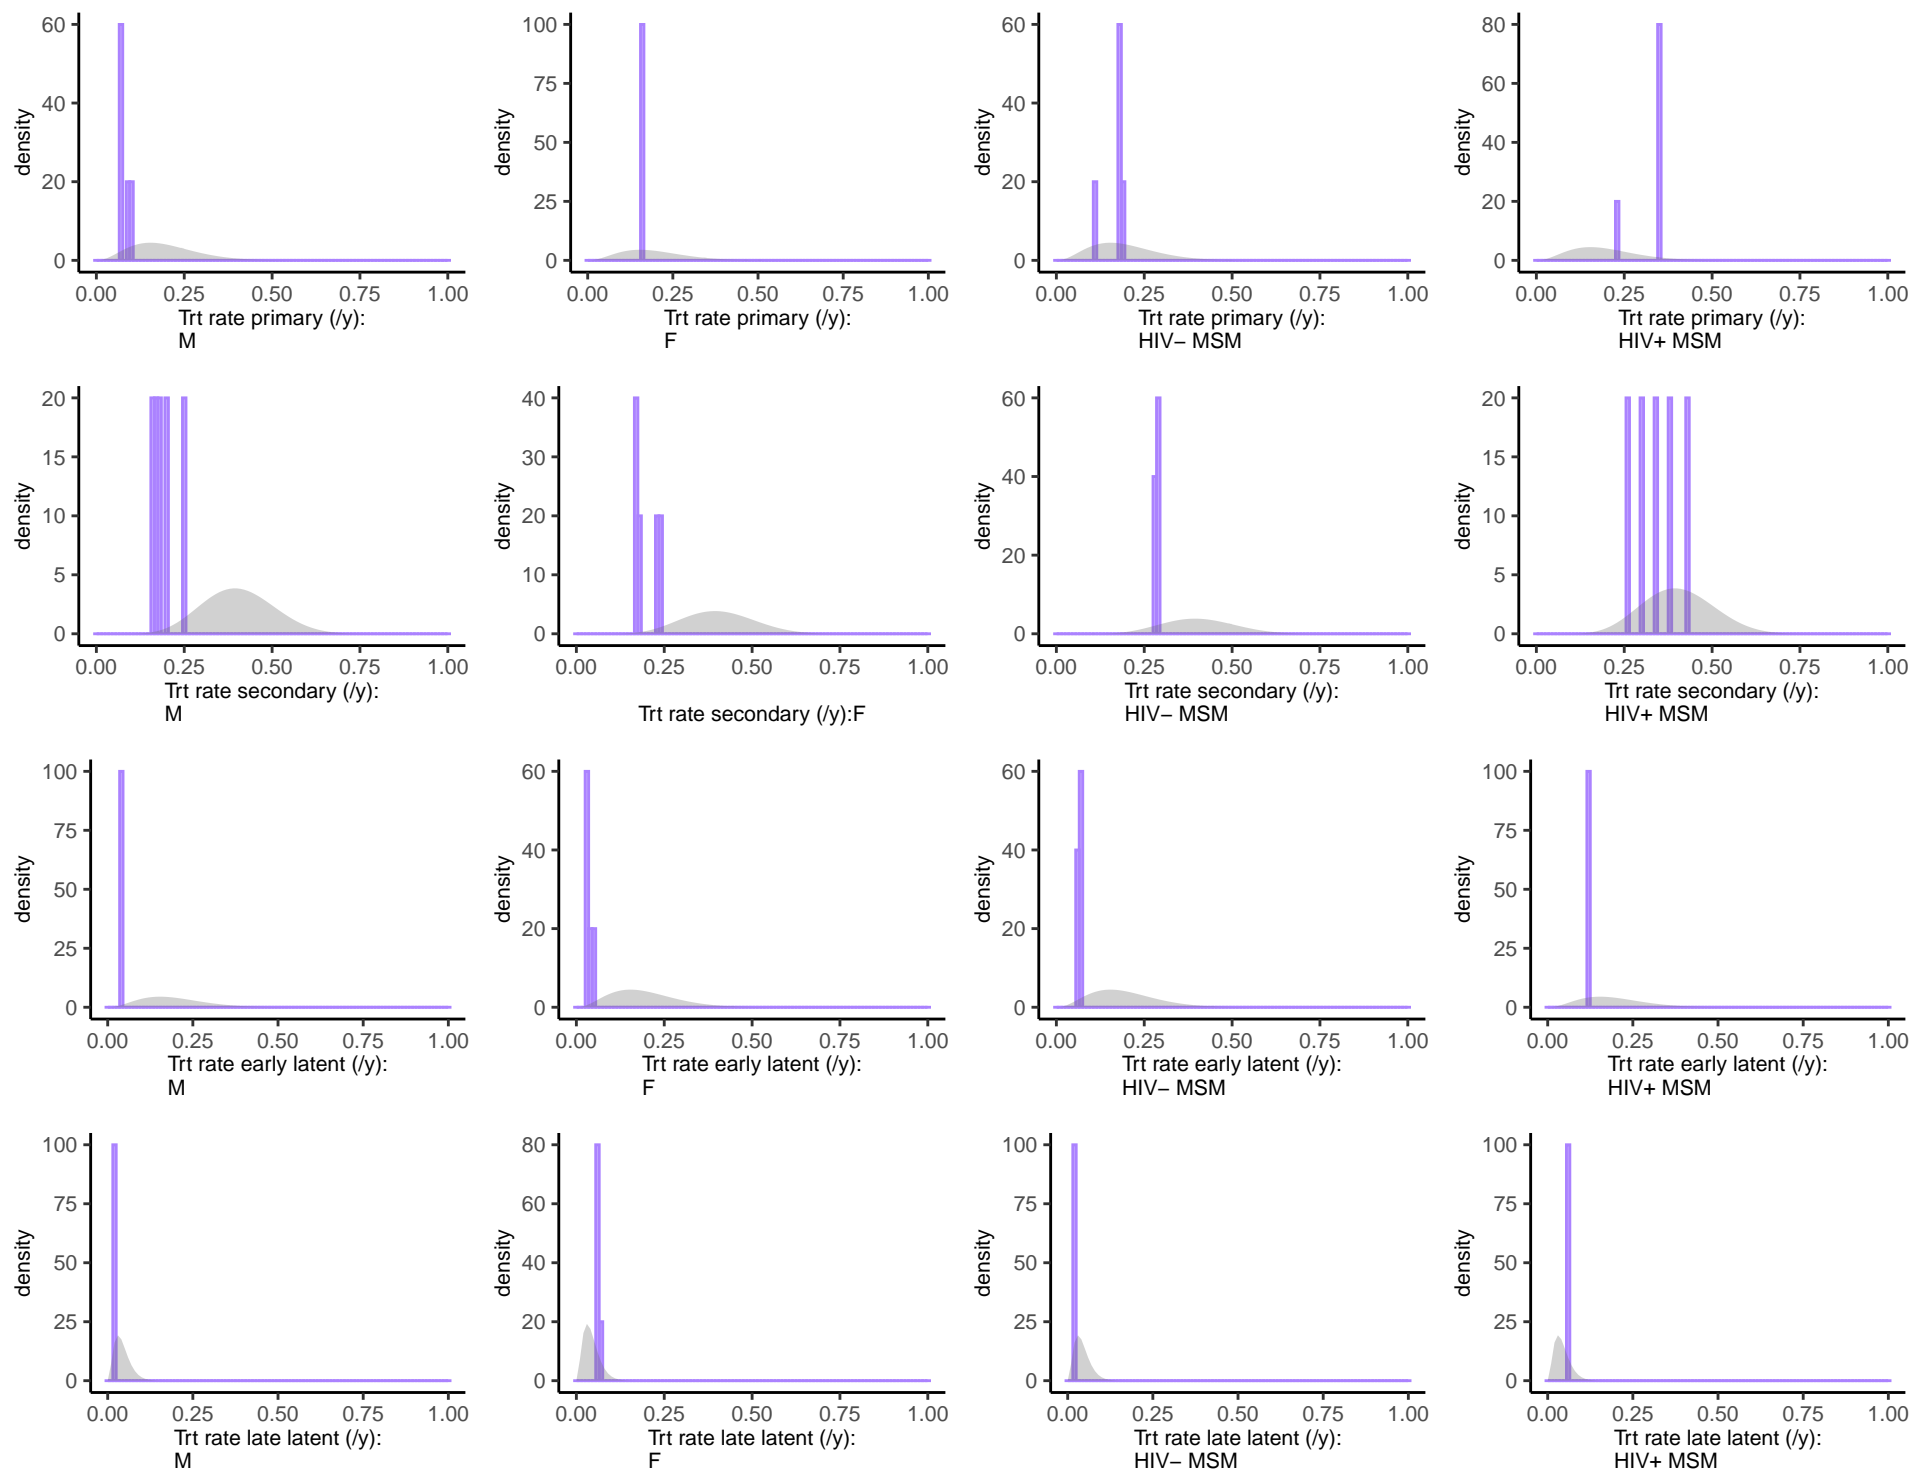 60
40
20
0
density
0.00 0.25 0.50 0.75 1.00
Trt rate primary (/y):
M
100
75
50
25
0
density
0.00 0.25 0.50 0.75 1.00
Trt rate primary (/y):
F
60
40
20
0
density
0.00 0.25 0.50 0.75 1.00
Trt rate primary (/y):
HIV− MSM
80
60
40
20
0
density
0.00 0.25 0.50 0.75 1.00
Trt rate primary (/y):
HIV+ MSM
20
15
10
5
0
density
0.00 0.25 0.50 0.75 1.00
Trt rate secondary (/y):
M
40
30
20
10
0
density
0.00 0.25 0.50 0.75 1.00
Trt rate secondary (/y):F
60
40
20
0
density
0.00 0.25 0.50 0.75 1.00
Trt rate secondary (/y):
HIV− MSM
20
15
10
5
0
density
0.00 0.25 0.50 0.75 1.00
Trt rate secondary (/y):
HIV+ MSM
100
75
50
25
0
density
0.00 0.25 0.50 0.75 1.00
Trt rate early latent (/y):
M
60
40
20
0
density
0.00 0.25 0.50 0.75 1.00
Trt rate early latent (/y):
F
60
40
20
0
density
0.00 0.25 0.50 0.75 1.00
Trt rate early latent (/y):
HIV− MSM
100
75
50
25
0
density
0.00 0.25 0.50 0.75 1.00
Trt rate early latent (/y):
HIV+ MSM
100
75
50
25
0
density
0.00 0.25 0.50 0.75 1.00
Trt rate late latent (/y):
M
80
60
40
20
0
density
0.00 0.25 0.50 0.75 1.00
Trt rate late latent (/y):
F
100
75
50
25
0
density
0.00 0.25 0.50 0.75 1.00
Trt rate late latent (/y):
HIV− MSM
100
75
50
25
0
density
0.00 0.25 0.50 0.75 1.00
Trt rate late latent (/y):
HIV+ MSM